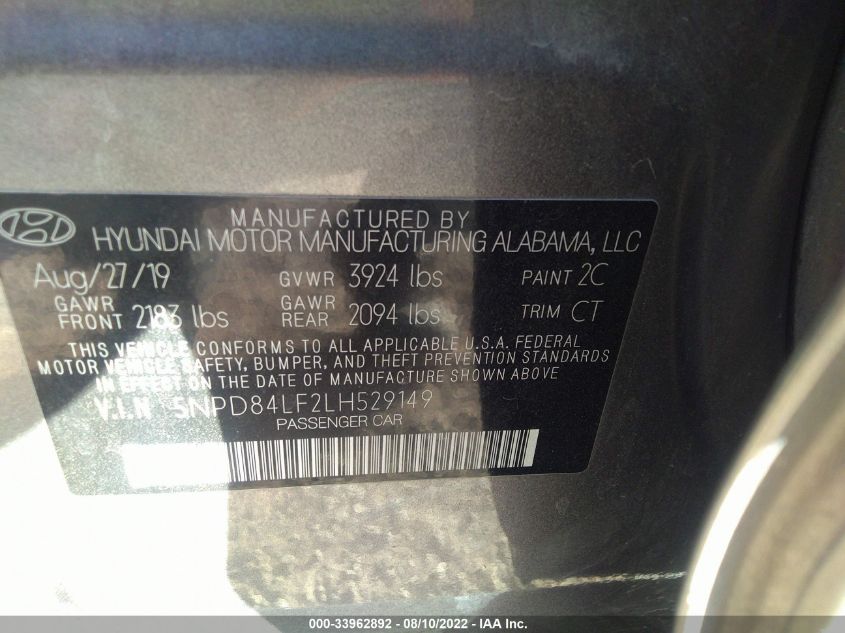 MANUFACTURED BY
HYUNDAI MOTOR MANUFACTURING ALABAMA, LLC
Aug/27/19 GVWR 3924 lbs PAINT 2C
GAWR FRONT 2183 lbs GAWR REAR 2094 lbs TRIM CT
THIS VEHICLE CONFORMS TO ALL APPLICABLE U.S.A. FEDERAL
MOTOR VEHICLE SAFETY, BUMPER, AND THEFT PREVENTION STANDARDS
IN EFFECT ON THE DATE OF MANUFACTURE SHOWN ABOVE
V.I.N 5NPD84LF2LH529149
PASSENGER CAR
000-33962892 - 08/10/2022 - IAA Inc.